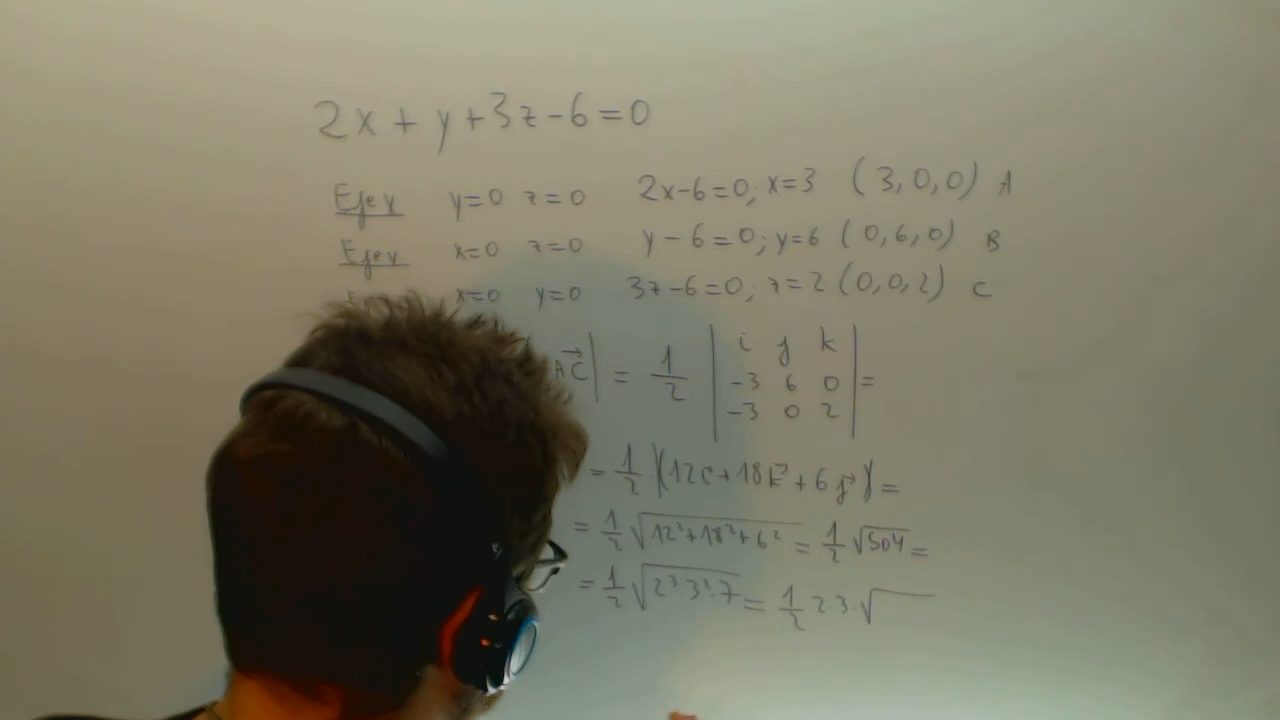 2x + y + 3z - 6 = 0
Eje x y=0 z=0 2x-6=0; x=3 (3,0,0) A
Eje y x=0 z=0 y-6=0; y=6 (0,6,0) B
x=0 y=0 3z-6=0; z=2 (0,0,2) C
AC⃗| = 1/2 | i j k |
| -3 6 0 | =
| -3 0 2 |
= 1/2 |(12i⃗ + 18k⃗ + 6j⃗)| =
= 1/2 √(12² + 18² + 6²) = 1/2 √504 =
= 1/2 √(2³ 3² · 7) = 1/2 2 · 3 · √